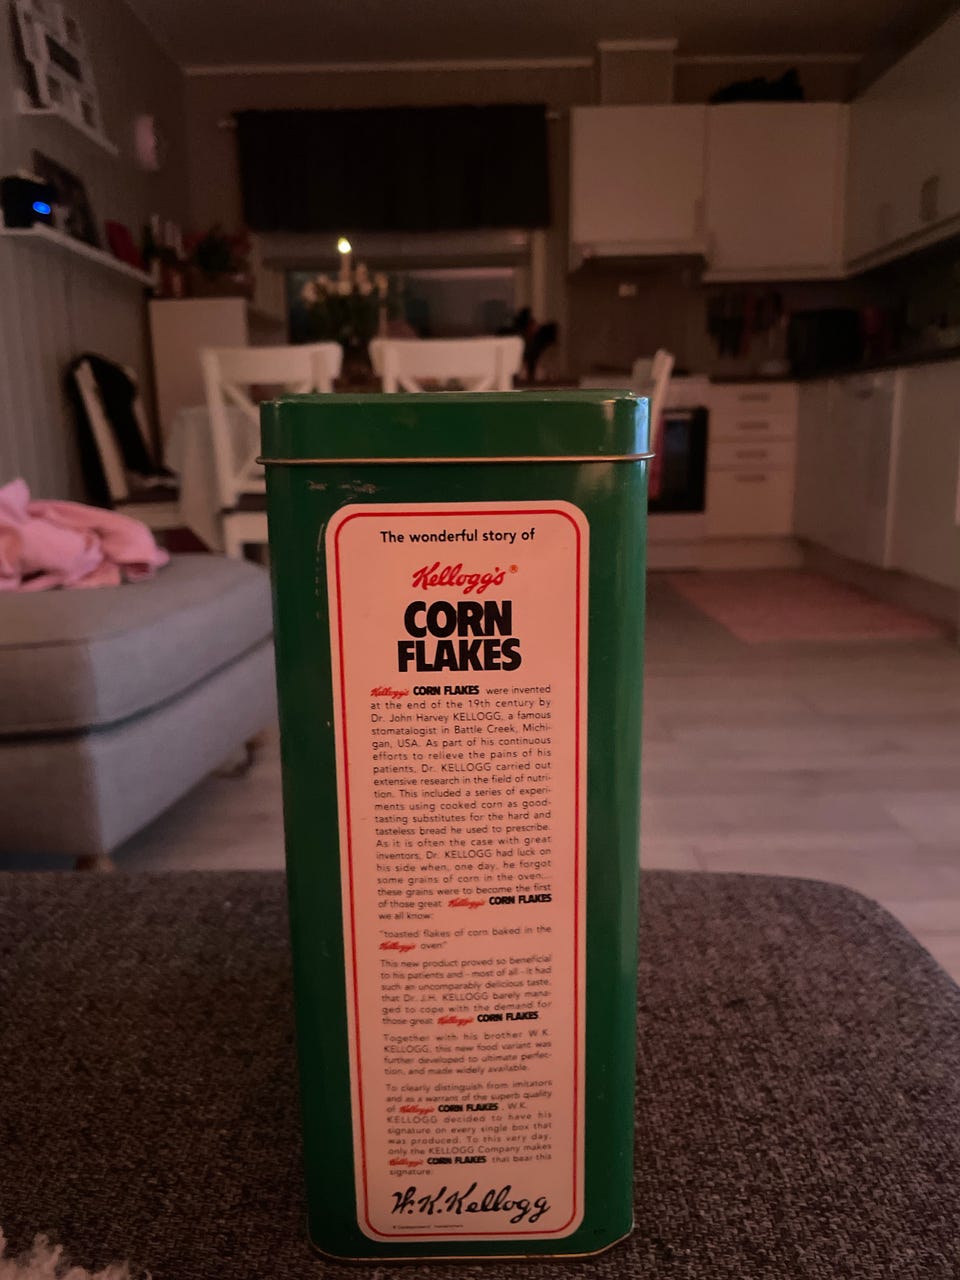 The wonderful story of
Kellogg's®
CORN
FLAKES
Kellogg's CORN FLAKES were invented
at the end of the 19th century by
Dr. John Harvey KELLOGG, a famous
stomatalogist in Battle Creek, Michi-
gan, USA. As part of his continuous
efforts to relieve the pains of his
patients, Dr. KELLOGG carried out
extensive research in the field of nutri-
tion. This included a series of experi-
ments using cooked corn as good-
tasting substitutes for the hard and
tasteless bread he used to prescribe.
As it is often the case with great
inventors, Dr. KELLOGG had luck on
his side when, one day, he forgot
some grains of corn in the oven;...
these grains were to become the first
of those great Kellogg's CORN FLAKES
we all know:
"toasted flakes of corn baked in the
Kellogg's oven"
This new product proved so beneficial
to his patients and - most of all - it had
such an uncomparably delicious taste,
that Dr. J.H. KELLOGG barely mana-
ged to cope with the demand for
those great Kellogg's CORN FLAKES.
Together with his brother W.K.
KELLOGG, this new food variant was
further developed to ultimate perfec-
tion, and made widely available.
To clearly distinguish from imitators
and as a warrant of the superb quality
of Kellogg's CORN FLAKES, W.K.
KELLOGG decided to have his
signature on every single box that
was produced. To this very day,
only the KELLOGG Company makes
Kellogg's CORN FLAKES that bear this
signature:
W.K.Kellogg